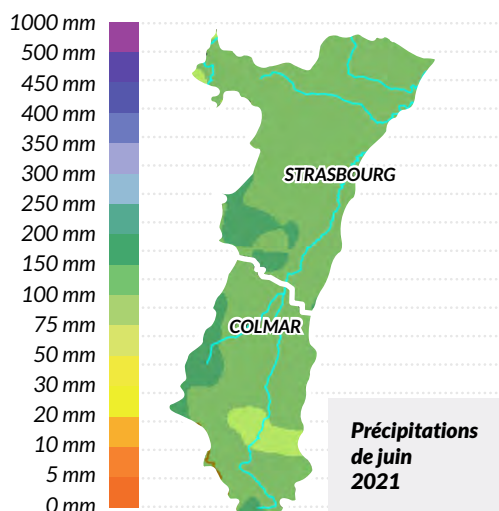 1000 mm
500 mm
450 mm
400 mm
350 mm
300 mm
250 mm
200 mm
150 mm
100 mm
75 mm
50 mm
30 mm
20 mm
10 mm
5 mm
0 mm
STRASBOURG
COLMAR
Précipitations
de juin
2021